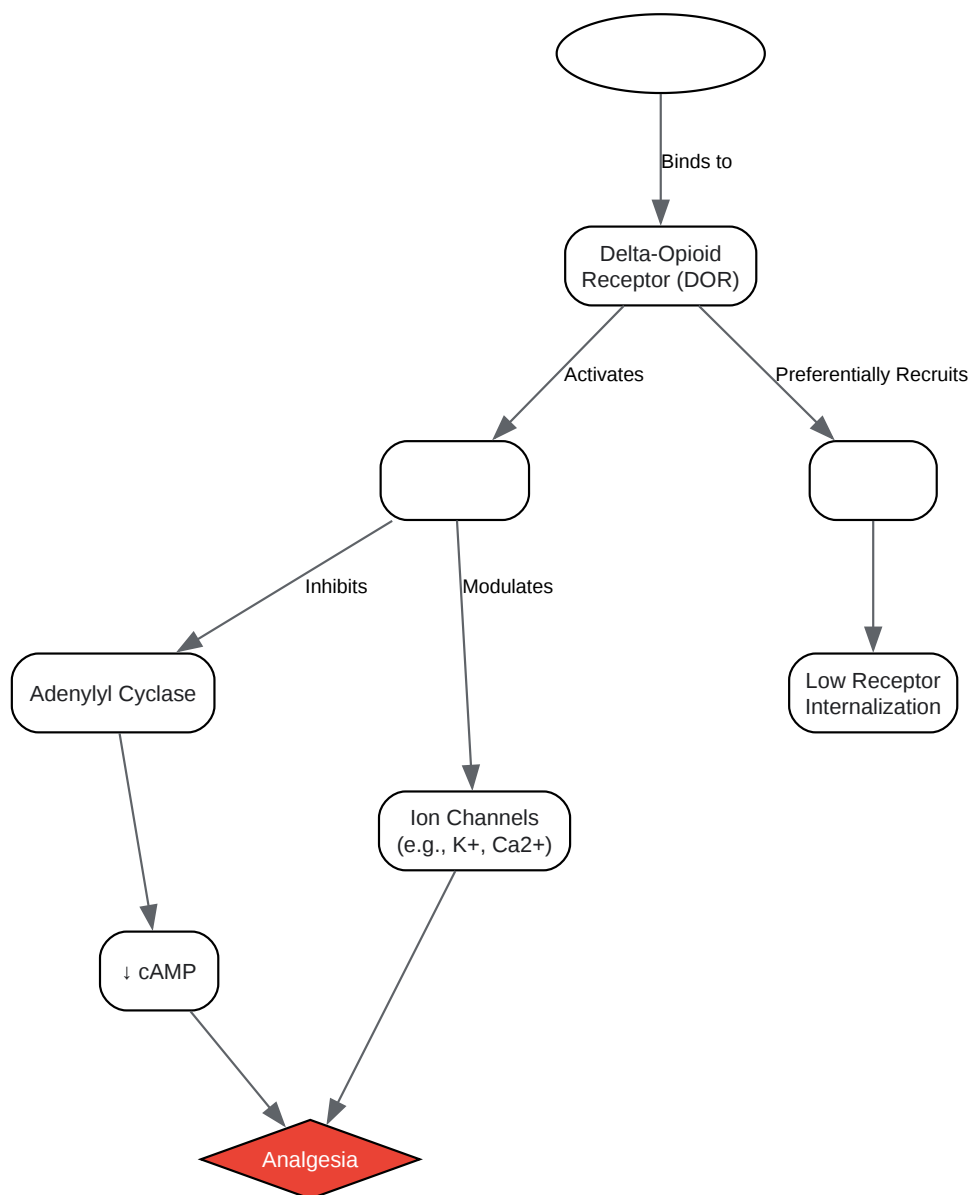 Binds to
Delta-Opioid
Receptor (DOR)
Activates
Preferentially Recruits
Inhibits
Modulates
Adenylyl Cyclase
Low Receptor
Internalization
Ion Channels
(e.g., K+, Ca2+)
↓ cAMP
Analgesia